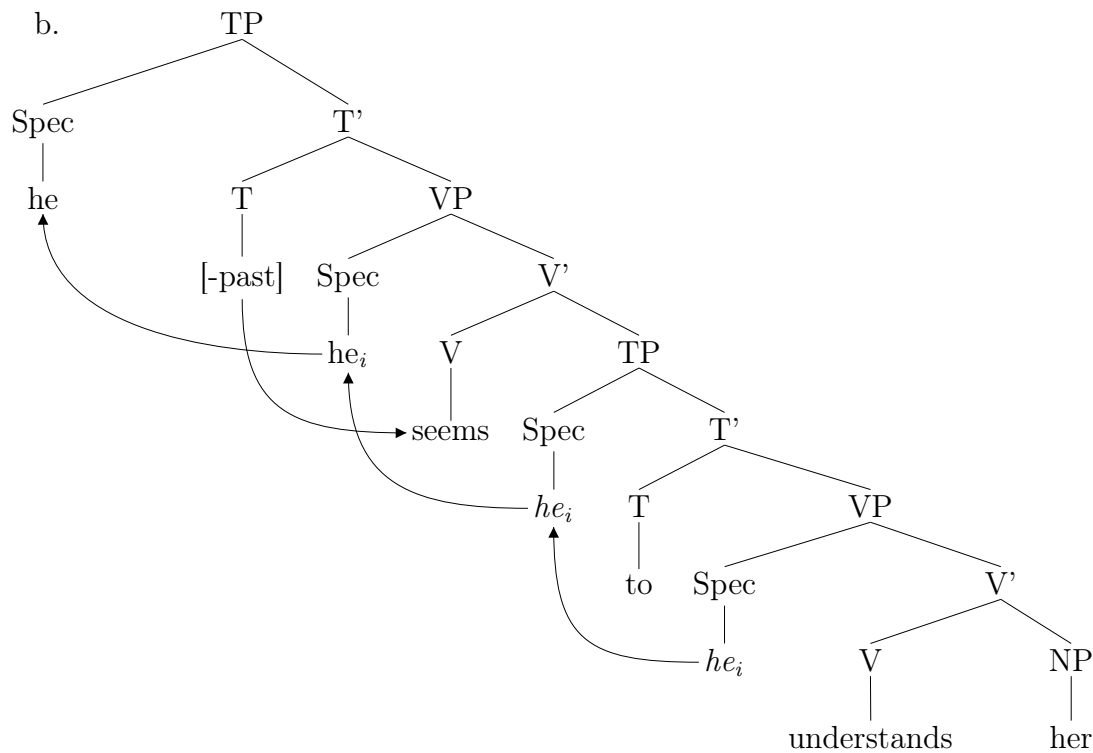 b. TP
Spec T'
he T VP
[-past] Spec V'
he_i V TP
seems Spec T'
he_i T VP
to Spec V'
he_i V NP
understands her